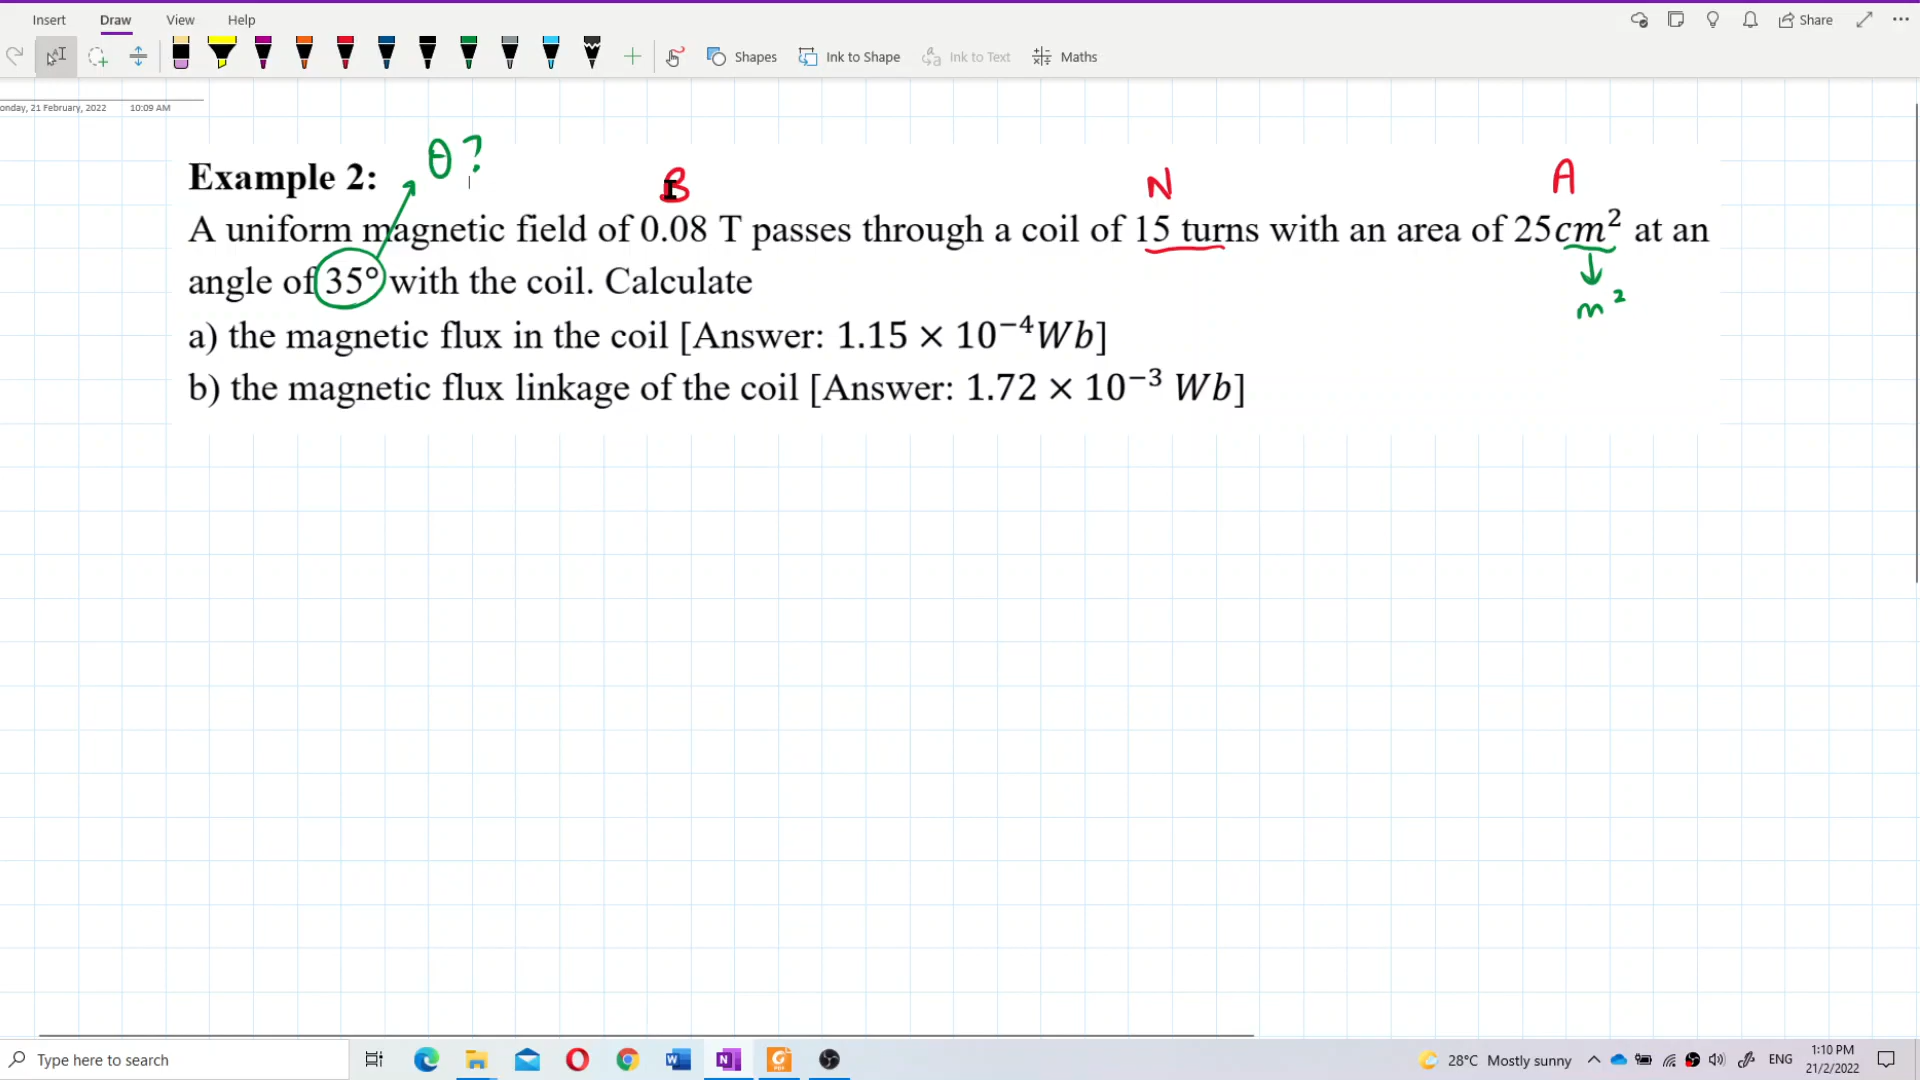 Insert Draw View Help
Share
Shapes Ink to Shape Ink to Text Maths
onday, 21 February, 2022 10:09 AM
θ ?
Example 2:
B N A
A uniform magnetic field of 0.08 T passes through a coil of 15 turns with an area of 25cm² at an
angle of 35° with the coil. Calculate
m²
a) the magnetic flux in the coil [Answer: 1.15 × 10⁻⁴Wb]
b) the magnetic flux linkage of the coil [Answer: 1.72 × 10⁻³ Wb]
Type here to search
28°C Mostly sunny
ENG
1:10 PM
21/2/2022